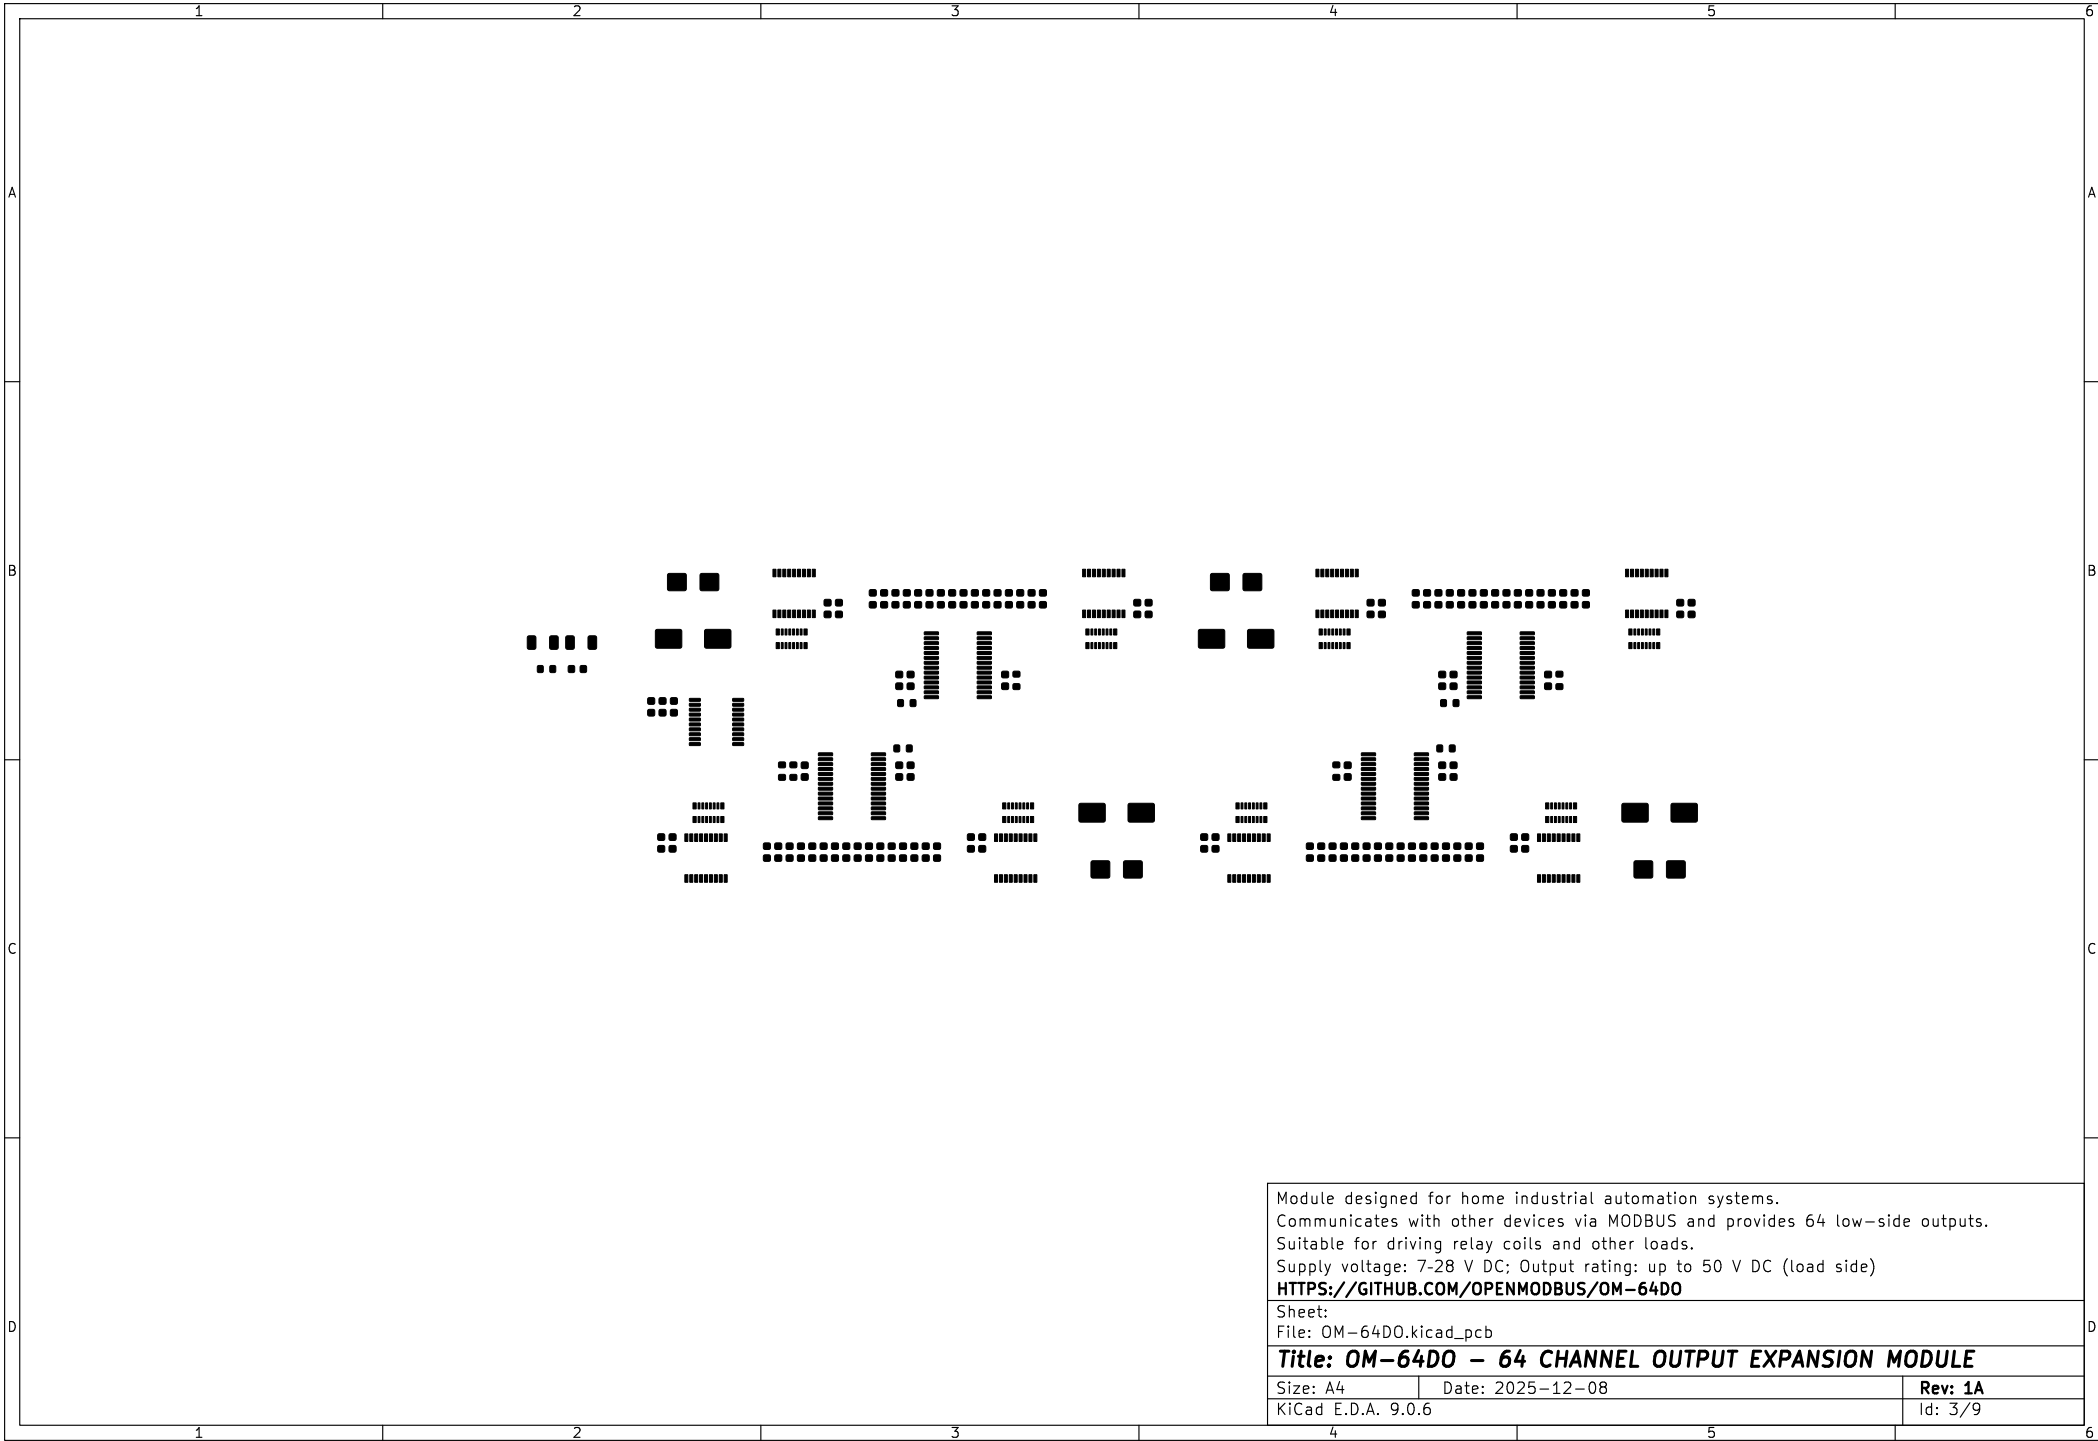 1 2 3 4 5 6
A A
B B
C C
D D
Module designed for home industrial automation systems.
Communicates with other devices via MODBUS and provides 64 low-side outputs.
Suitable for driving relay coils and other loads.
Supply voltage: 7-28 V DC; Output rating: up to 50 V DC (load side)
HTTPS://GITHUB.COM/OPENMODBUS/OM-64DO
Sheet:
File: OM-64DO.kicad_pcb
Title: OM-64DO - 64 CHANNEL OUTPUT EXPANSION MODULE
Size: A4 Date: 2025-12-08 Rev: 1A
KiCad E.D.A. 9.0.6 Id: 3/9
1 2 3 4 5 6